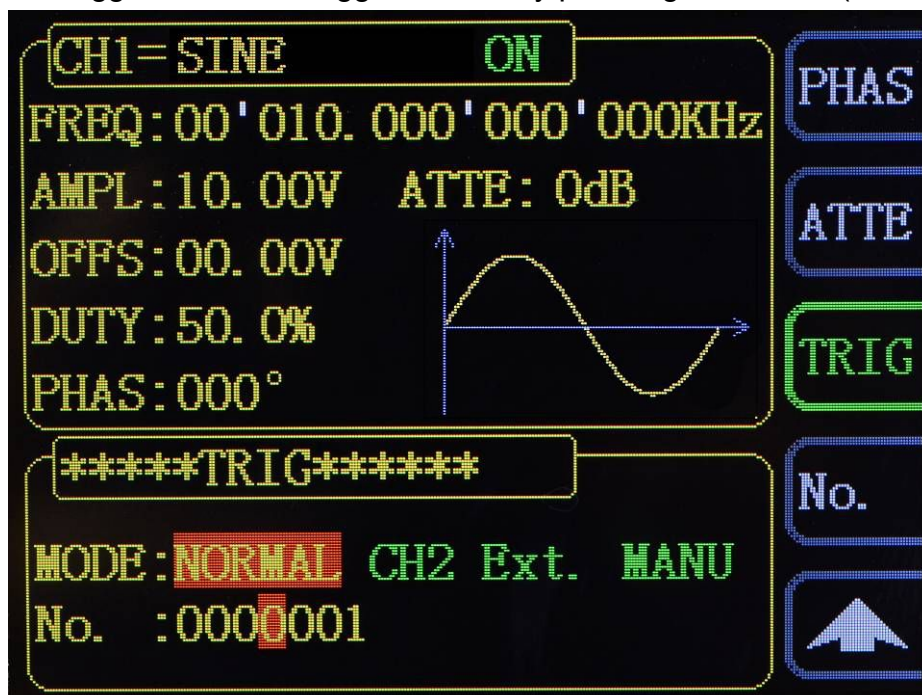 CH1=SINE ON
FREQ:00'010.000'000'000KHz
AMPL:10.00V ATTE: 0dB
OFFS:00.00V
DUTY:50.0%
PHAS:000°
*****TRIG******
MODE:NORMAL CH2 Ext. MANU
No. :0000001
PHAS
ATTE
TRIG
No.